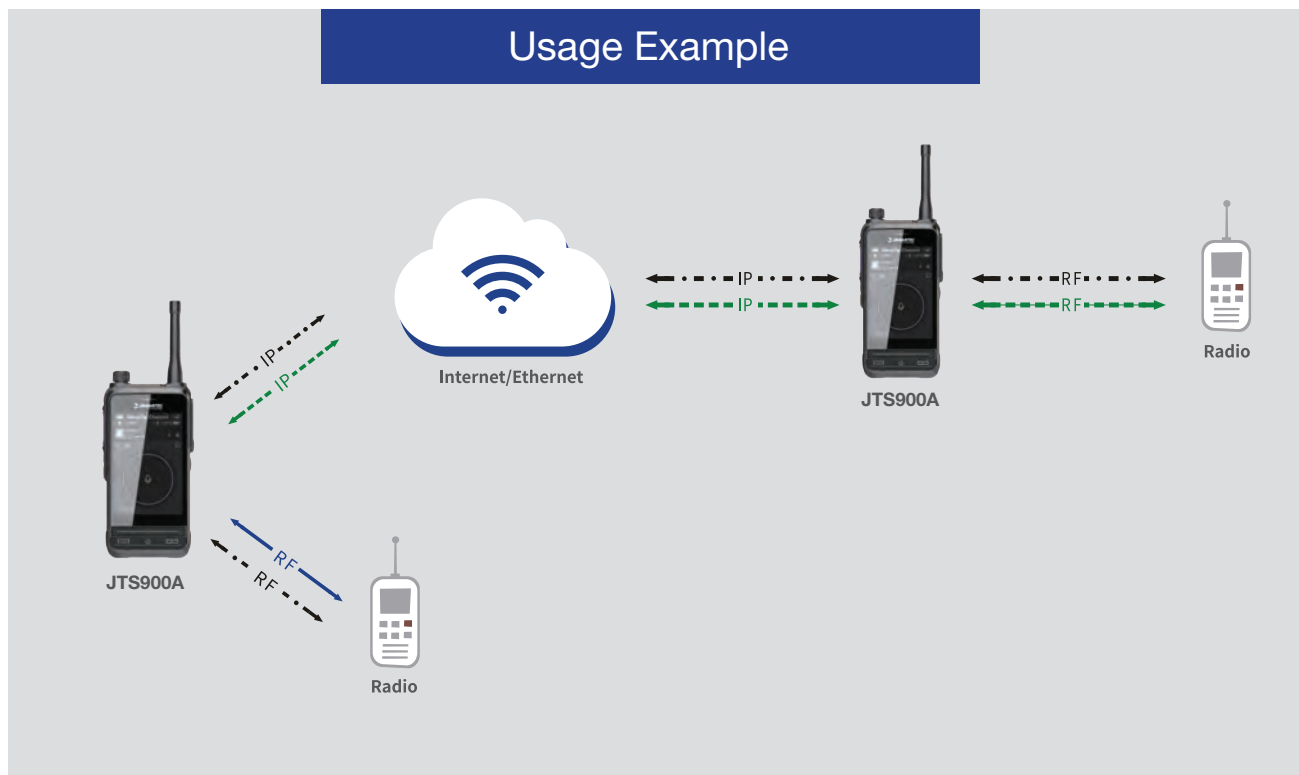 Usage Example
IP
IP
RF
RF
Radio
Internet/Ethernet
JTS900A
IP
IP
JTS900A
RF
RF
Radio